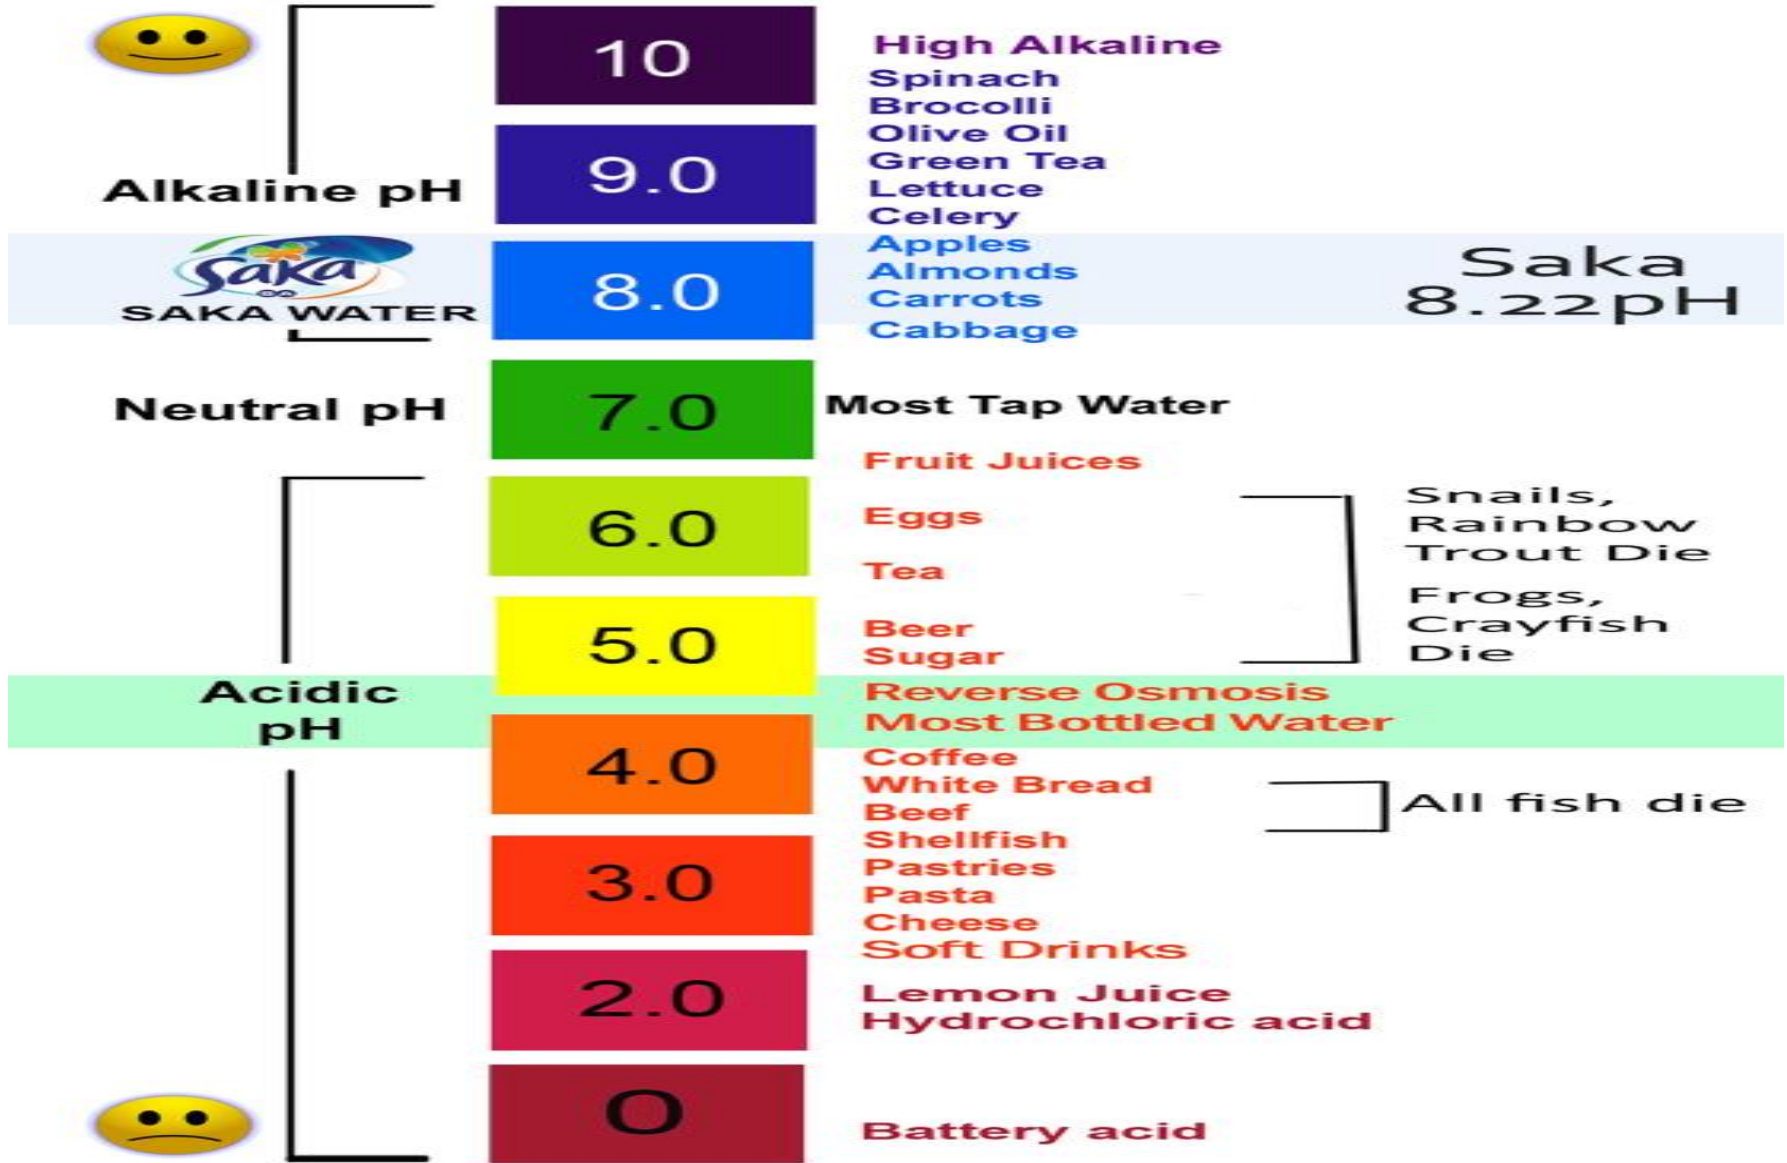 10
High Alkaline
Spinach
Brocolli
Olive Oil
9.0
Green Tea
Alkaline pH
Lettuce
Celery
Saka
SAKA WATER
8.0
Apples
Almonds
Carrots
Cabbage
Saka
8.22pH
Neutral pH
7.0
Most Tap Water
Fruit Juices
6.0
Eggs
Tea
Snails,
Rainbow
Trout Die
5.0
Beer
Sugar
Frogs,
Crayfish
Die
Acidic
pH
Reverse Osmosis
Most Bottled Water
4.0
Coffee
White Bread
Beef
All fish die
Shellfish
3.0
Pastries
Pasta
Cheese
Soft Drinks
2.0
Lemon Juice
Hydrochloric acid
0
Battery acid